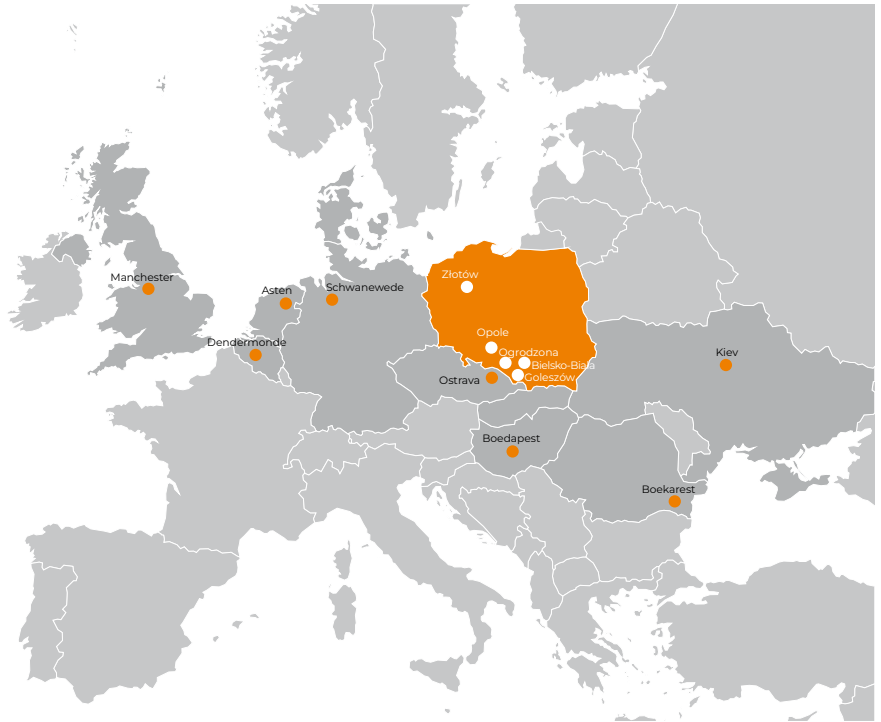 Złotów
Manchester
Asten
Schwanewede
Opole
Dendermonde
Ogrodzona
Kiev
Bielsko-Biała
Goleszów
Ostrava
Boedapest
Boekarest